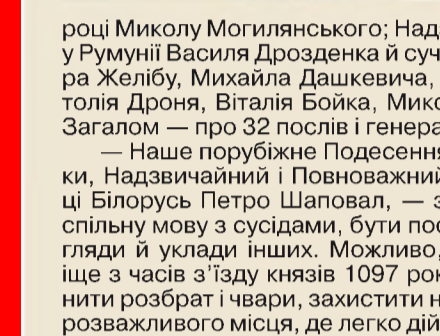 році Миколу Могилянського; Над
у Румунії Василя Дрозденка й суч
ра Желібу, Михайла Дашкевича,
толія Дроня, Віталія Бойка, Мико
Загалом — про 32 послів і генера
— Наше порубіжне Подесення
ки, Надзвичайний і Повноважний
ці Білорусь Петро Шаповал, — з
спільну мову з сусідами, бути пос
гляди й уклади інших. Можливо,
іще з часів з’їзду князів 1097 рок
нити розбрат і чвари, захистити н
розважливого місця, де легко дій